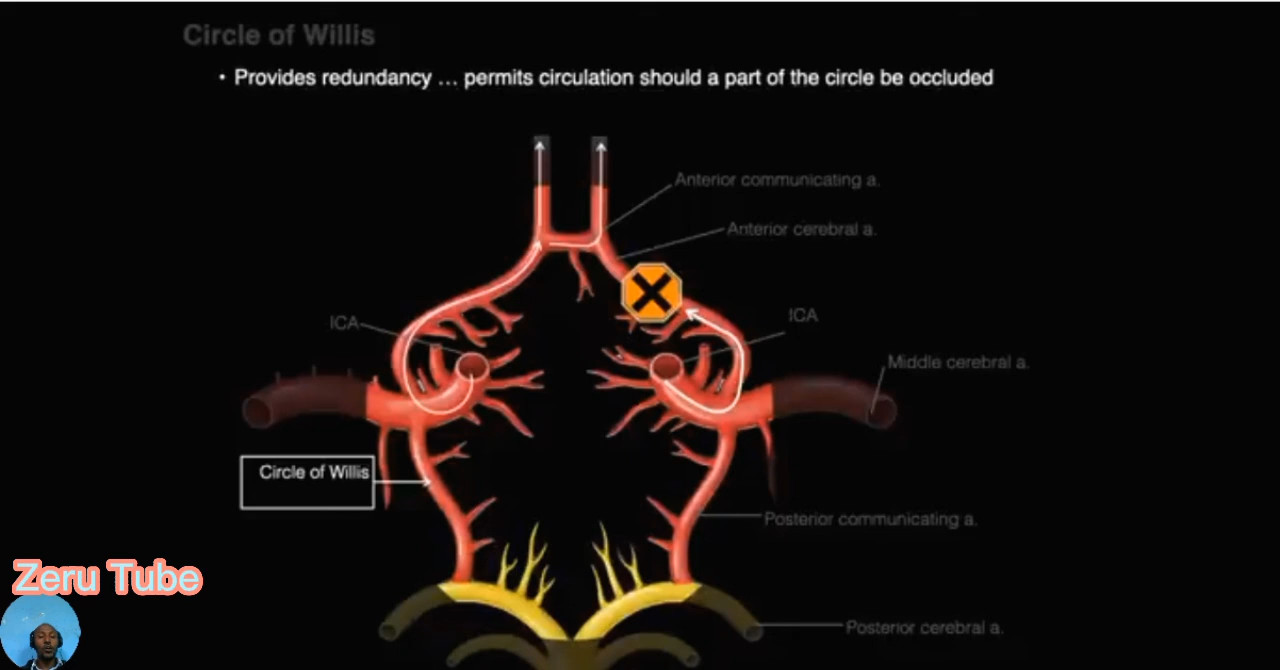 Circle of Willis
• Provides redundancy ... permits circulation should a part of the circle be occluded
Anterior communicating a.
Anterior cerebral a.
ICA
ICA
Middle cerebral a.
Circle of Willis
Posterior communicating a.
Zeru Tube
Posterior cerebral a.